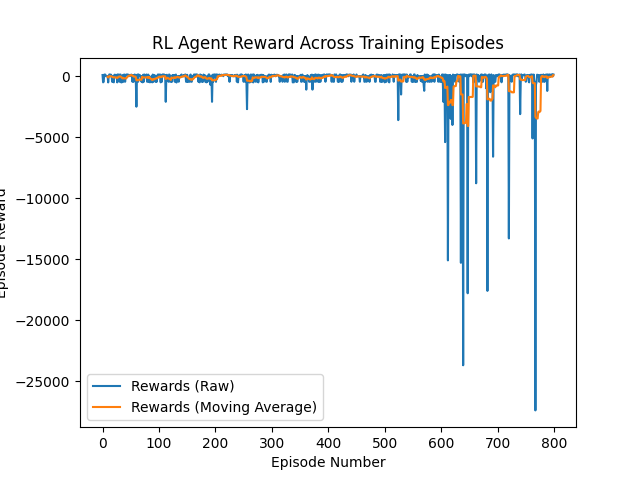 RL Agent Reward Across Training Episodes
Episode Reward
0
−5000
−10000
−15000
−20000
−25000
Rewards (Raw)
Rewards (Moving Average)
0 100 200 300 400 500 600 700 800
Episode Number